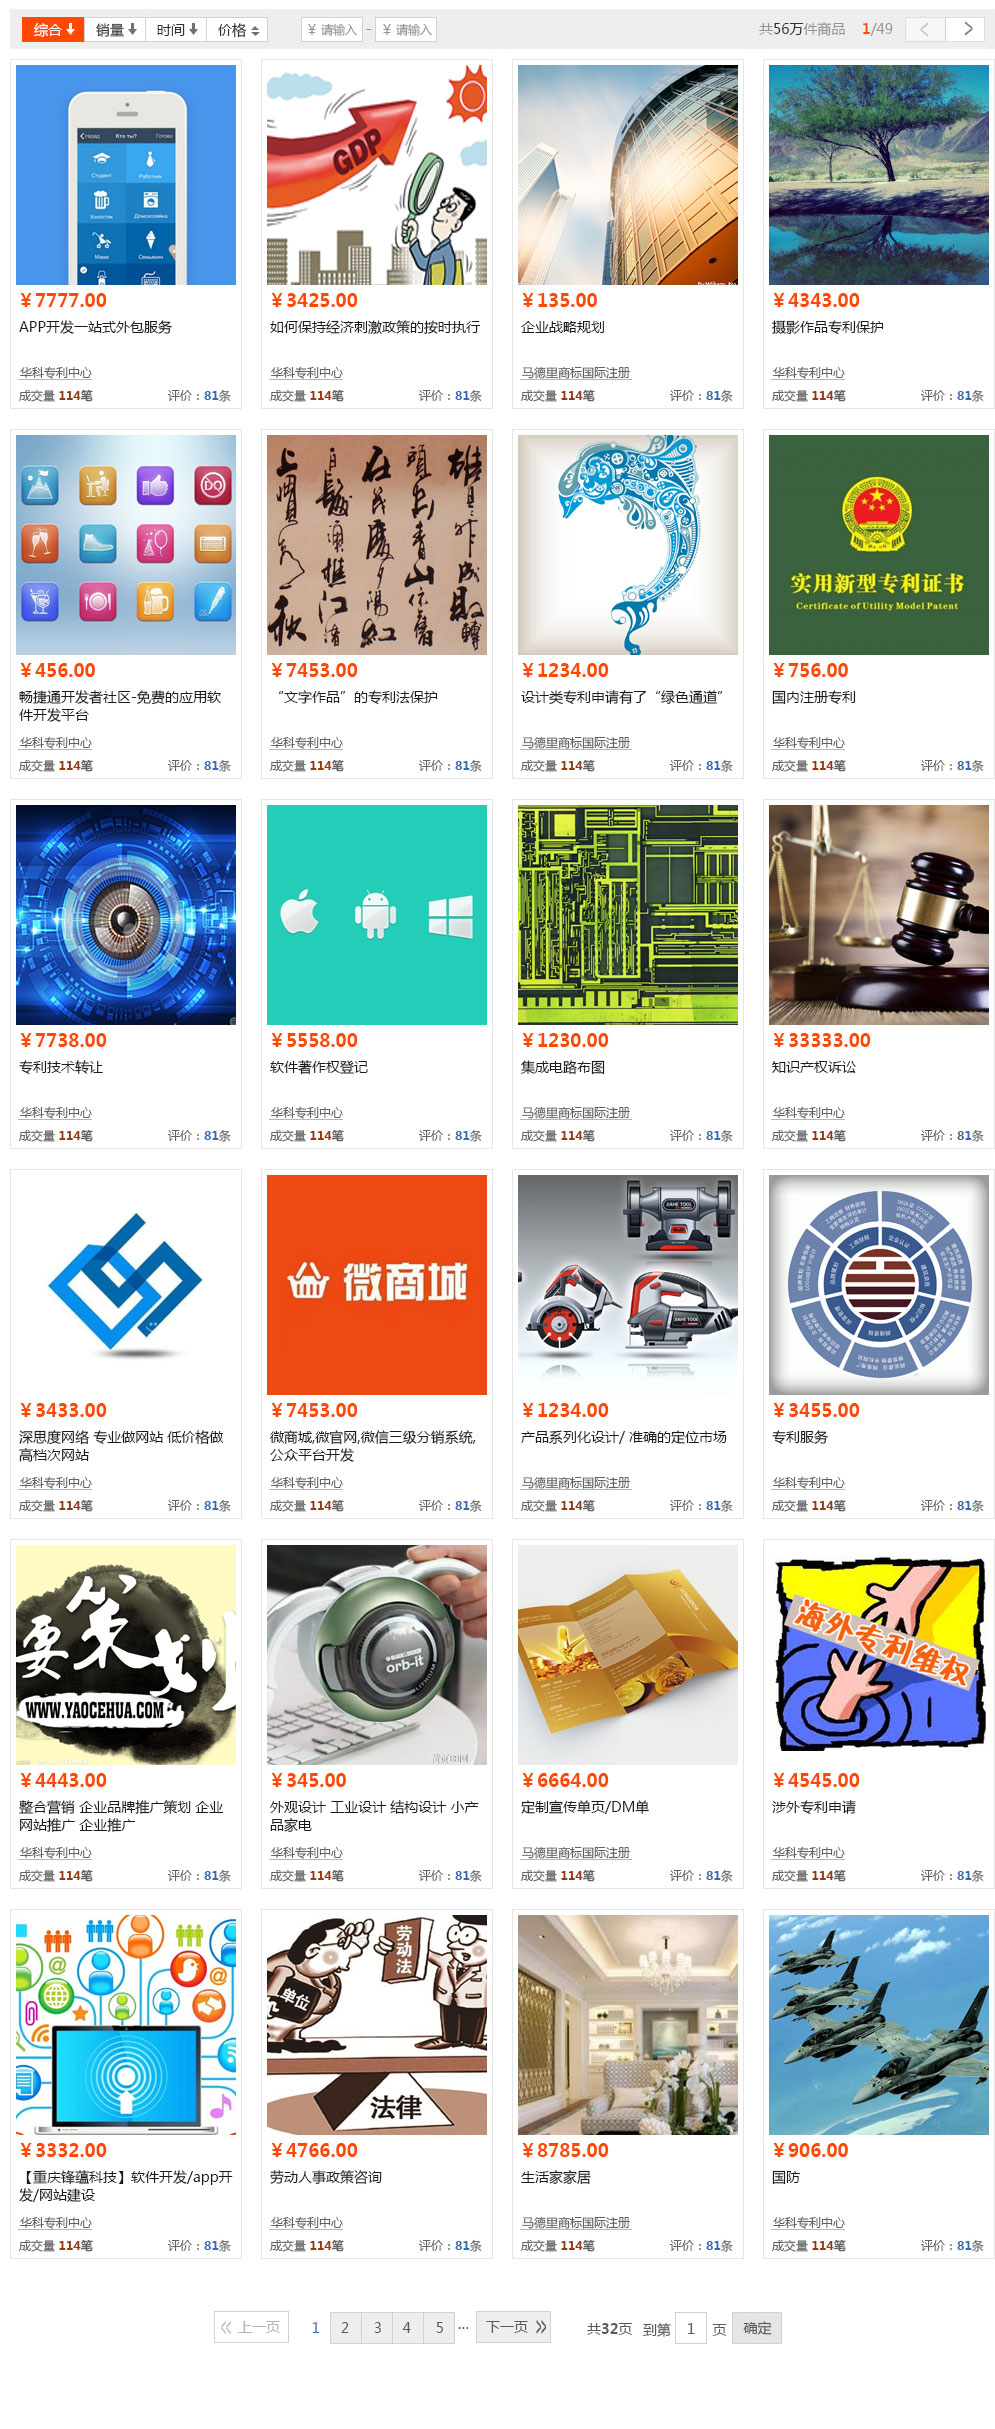 综合 销量 时间 价格 ¥ 请输入 - ¥ 请输入 共56万件商品 1/49 < >
Назад Кто ты? Готово
Студент Работник
Холостяк Домохозяйка
Мама Семьянин
GDP
¥7777.00 ¥3425.00 ¥135.00 ¥4343.00
APP开发一站式外包服务 如何保持经济刺激政策的按时执行 企业战略规划 摄影作品专利保护
华科专利中心 华科专利中心 马德里商标国际注册 华科专利中心
成交量 114笔 评价：81条 成交量 114笔 评价：81条 成交量 114笔 评价：81条 成交量 114笔 评价：81条
DO
实用新型专利证书
Certificate of Utility Model Patent
¥456.00 ¥7453.00 ¥1234.00 ¥756.00
畅捷通开发者社区-免费的应用软 “文字作品”的专利法保护 设计类专利申请有了“绿色通道” 国内注册专利
件开发平台
华科专利中心 华科专利中心 马德里商标国际注册 华科专利中心
成交量 114笔 评价：81条 成交量 114笔 评价：81条 成交量 114笔 评价：81条 成交量 114笔 评价：81条
¥7738.00 ¥5558.00 ¥1230.00 ¥33333.00
专利技术转让 软件著作权登记 集成电路布图 知识产权诉讼
华科专利中心 华科专利中心 马德里商标国际注册 华科专利中心
成交量 114笔 评价：81条 成交量 114笔 评价：81条 成交量 114笔 评价：81条 成交量 114笔 评价：81条
微商城
JIAHE TOOL
JIAHE TOOL
¥3433.00 ¥7453.00 ¥1234.00 ¥3455.00
深思度网络 专业做网站 低价格做 微商城,微官网,微信三级分销系统, 产品系列化设计/ 准确的定位市场 专利服务
高档次网站 公众平台开发
华科专利中心 华科专利中心 马德里商标国际注册 华科专利中心
成交量 114笔 评价：81条 成交量 114笔 评价：81条 成交量 114笔 评价：81条 成交量 114笔 评价：81条
要策划
WWW.YAOCEHUA.COM
orb-it
LITHIUM
海外专利维权
¥4443.00 ¥345.00 ¥6664.00 ¥4545.00
整合营销 企业品牌推广策划 企业 外观设计 工业设计 结构设计 小产 定制宣传单页/DM单 涉外专利申请
网站推广 企业推广 品家电
华科专利中心 华科专利中心 马德里商标国际注册 华科专利中心
成交量 114笔 评价：81条 成交量 114笔 评价：81条 成交量 114笔 评价：81条 成交量 114笔 评价：81条
劳动法
单位
法律
¥3332.00 ¥4766.00 ¥8785.00 ¥906.00
【重庆锋蕴科技】软件开发/app开 劳动人事政策咨询 生活家家居 国防
发/网站建设
华科专利中心 华科专利中心 马德里商标国际注册 华科专利中心
成交量 114笔 评价：81条 成交量 114笔 评价：81条 成交量 114笔 评价：81条 成交量 114笔 评价：81条
上一页 1 2 3 4 5 ... 下一页 共32页 到第 1 页 确定